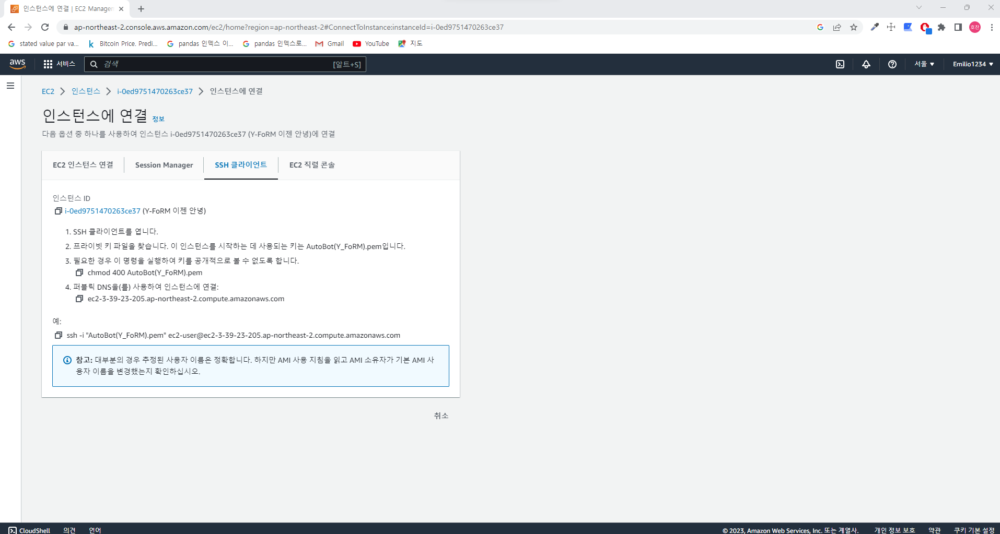 인스턴스에 연결 | EC2 Manager
ap-northeast-2.console.aws.amazon.com/ec2/home?region=ap-northeast-2#ConnectToInstance:instanceId=i-0ed9751470263ce37
호찬
stated value par va...
Bitcoin Price. Predi...
pandas 인덱스 이...
pandas 인덱스로...
Gmail
YouTube
지도
aws
서비스
검색
[알트+S]
서울
Emilio1234
EC2 > 인스턴스 > i-0ed9751470263ce37 > 인스턴스에 연결
인스턴스에 연결 정보
다음 옵션 중 하나를 사용하여 인스턴스 i-0ed9751470263ce37 (Y-FoRM 이젠 안녕)에 연결
EC2 인스턴스 연결
Session Manager
SSH 클라이언트
EC2 직렬 콘솔
인스턴스 ID
i-0ed9751470263ce37 (Y-FoRM 이젠 안녕)
1. SSH 클라이언트를 엽니다.
2. 프라이빗 키 파일을 찾습니다. 이 인스턴스를 시작하는 데 사용되는 키는 AutoBot(Y_FoRM).pem입니다.
3. 필요한 경우 이 명령을 실행하여 키를 공개적으로 볼 수 없도록 합니다.
chmod 400 AutoBot(Y_FoRM).pem
4. 퍼블릭 DNS을(를) 사용하여 인스턴스에 연결:
ec2-3-39-23-205.ap-northeast-2.compute.amazonaws.com
예:
ssh -i "AutoBot(Y_FoRM).pem" ec2-user@ec2-3-39-23-205.ap-northeast-2.compute.amazonaws.com
참고: 대부분의 경우 추정된 사용자 이름은 정확합니다. 하지만 AMI 사용 지침을 읽고 AMI 소유자가 기본 AMI 사
용자 이름을 변경했는지 확인하십시오.
취소
CloudShell
의견
언어
© 2023, Amazon Web Services, Inc. 또는 계열사.
개인 정보 보호
약관
쿠키 기본 설정